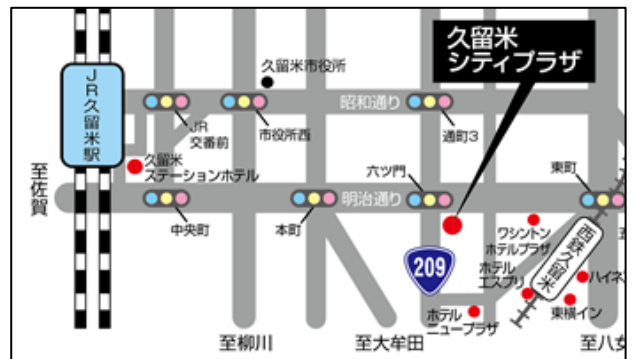 久留米
シティプラザ
久留米市役所
昭和通り
JR久留米駅
JR
交番前
市役所西
通町3
久留米
ステーションホテル
六ツ門
東町
至佐賀
明治通り
中央町
本町
ワシントン
ホテルプラザ
西鉄久留米
209
ホテル
エスプリ
ハイネ
東横イン
ホテル
ニュープラザ
至柳川
至大牟田
至八女